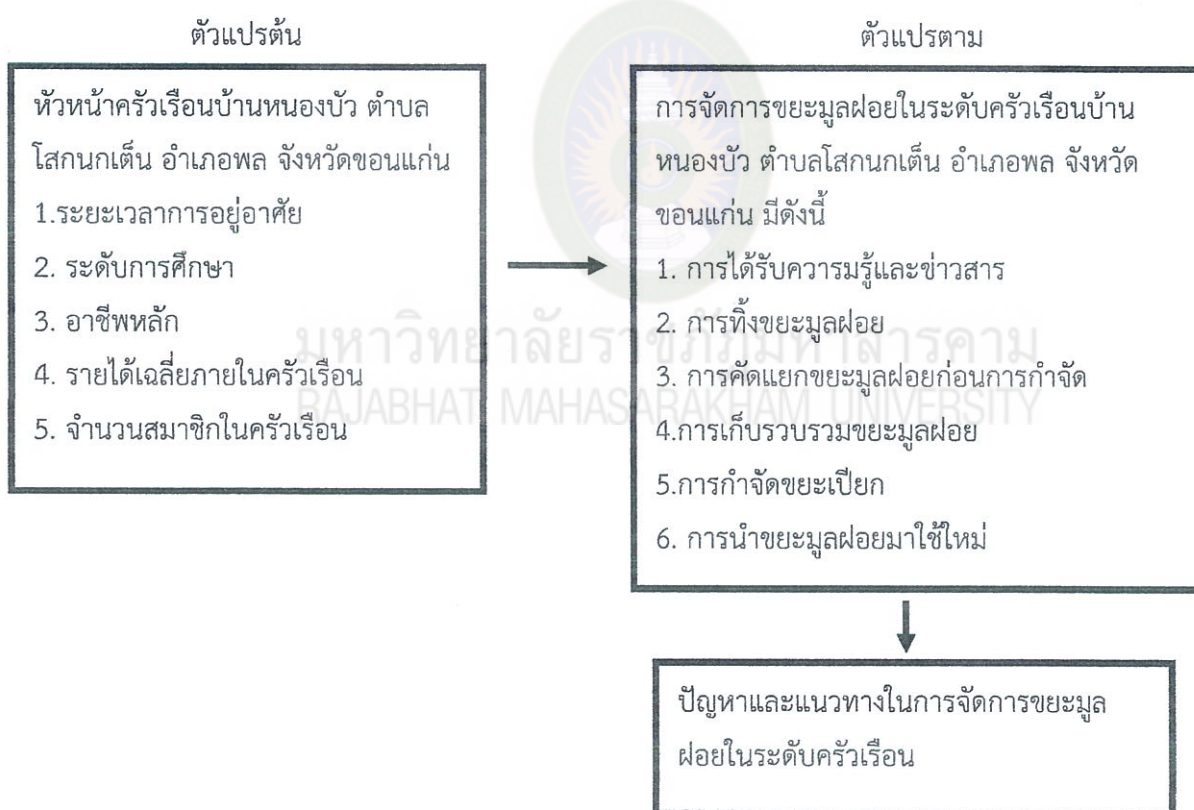 ตัวแปรต้น
หัวหน้าครัวเรือนบ้านหนองบัว ตำบล
โสกนกเต็น อำเภอพล จังหวัดขอนแก่น
1.ระยะเวลาการอยู่อาศัย
2. ระดับการศึกษา
3. อาชีพหลัก
4. รายได้เฉลี่ยภายในครัวเรือน
5. จำนวนสมาชิกในครัวเรือน
ตัวแปรตาม
การจัดการขยะมูลฝอยในระดับครัวเรือนบ้าน
หนองบัว ตำบลโสกนกเต็น อำเภอพล จังหวัด
ขอนแก่น มีดังนี้
1. การได้รับความรมรู้และข่าวสาร
2. การทิ้งขยะมูลฝอย
3. การคัดแยกขยะมูลฝอยก่อนการกำจัด
4.การเก็บรวบรวมขยะมูลฝอย
5.การกำจัดขยะเปียก
6. การนำขยะมูลฝอยมาใช้ใหม่
ปัญหาและแนวทางในการจัดการขยะมูล
ฝอยในระดับครัวเรือน
มหาวิทยาลัยราชภัฏมหาสารคาม
RAJABHAT MAHASARAKHAM UNIVERSITY